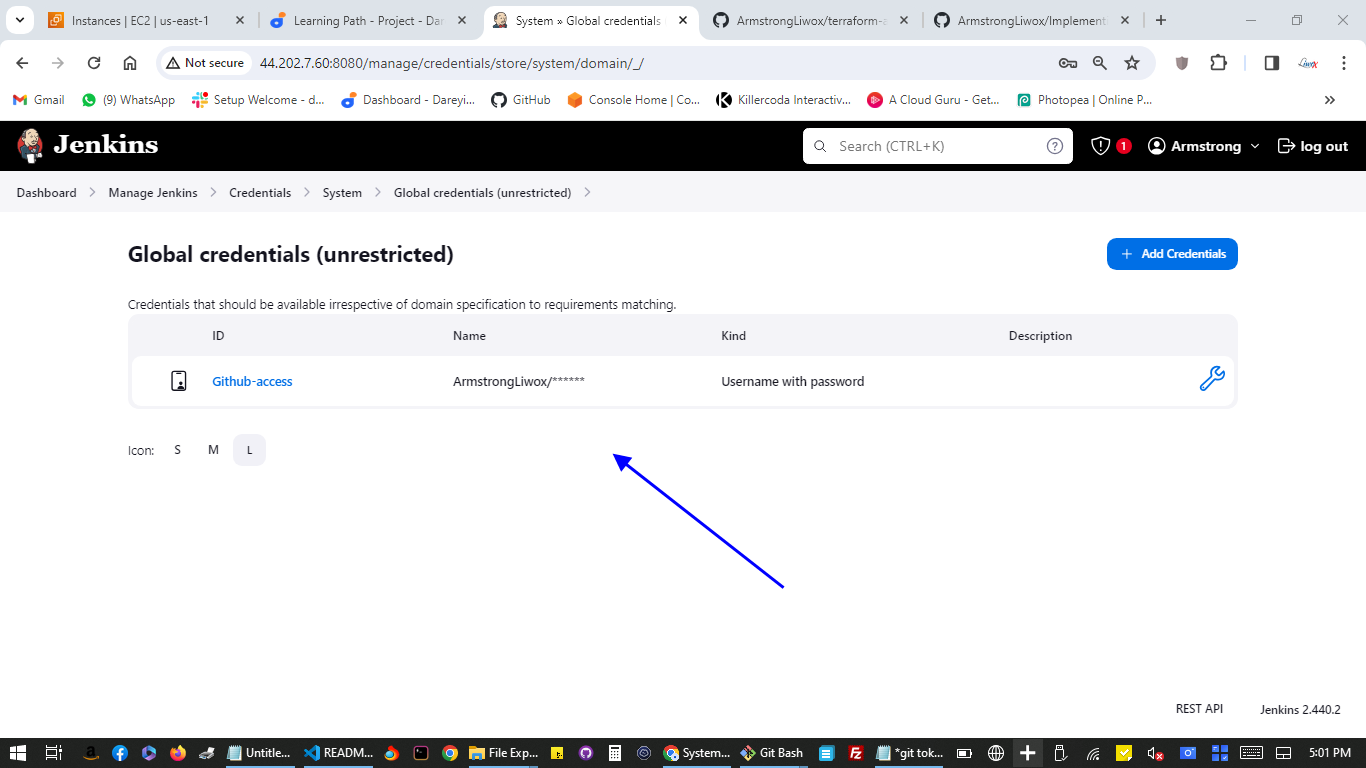 Instances | EC2 | us-east-1
Learning Path - Project - Dar
System » Global credentials
ArmstrongLiwox/terraform-a
ArmstrongLiwox/Implement
Not secure
44.202.7.60:8080/manage/credentials/store/system/domain/_/
Gmail
(9) WhatsApp
Setup Welcome - d...
Dashboard - Dareyi...
GitHub
Console Home | Co...
Killercoda Interactiv...
A Cloud Guru - Get...
Photopea | Online P...
Jenkins
Search (CTRL+K)
1
Armstrong
log out
Dashboard
Manage Jenkins
Credentials
System
Global credentials (unrestricted)
Global credentials (unrestricted)
+ Add Credentials
Credentials that should be available irrespective of domain specification to requirements matching.
ID Name Kind Description
Github-access ArmstrongLiwox/****** Username with password
Icon: S M L
REST API
Jenkins 2.440.2
Untitle...
READM...
File Exp...
System...
Git Bash
*git tok...
5:01 PM